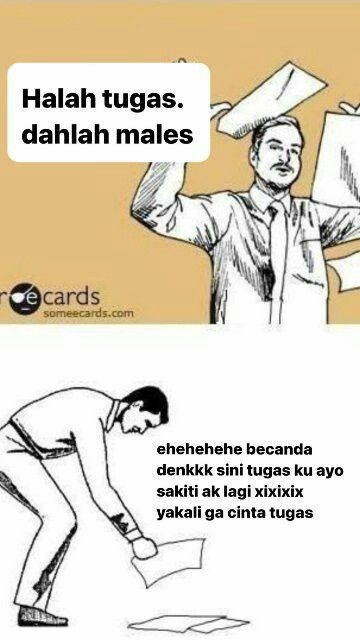 Halah tugas.
dahlah males
ecards
someecards.com
ehehehehe becanda
denkkk sini tugas ku ayo
sakiti ak lagi xixixix
yakali ga cinta tugas